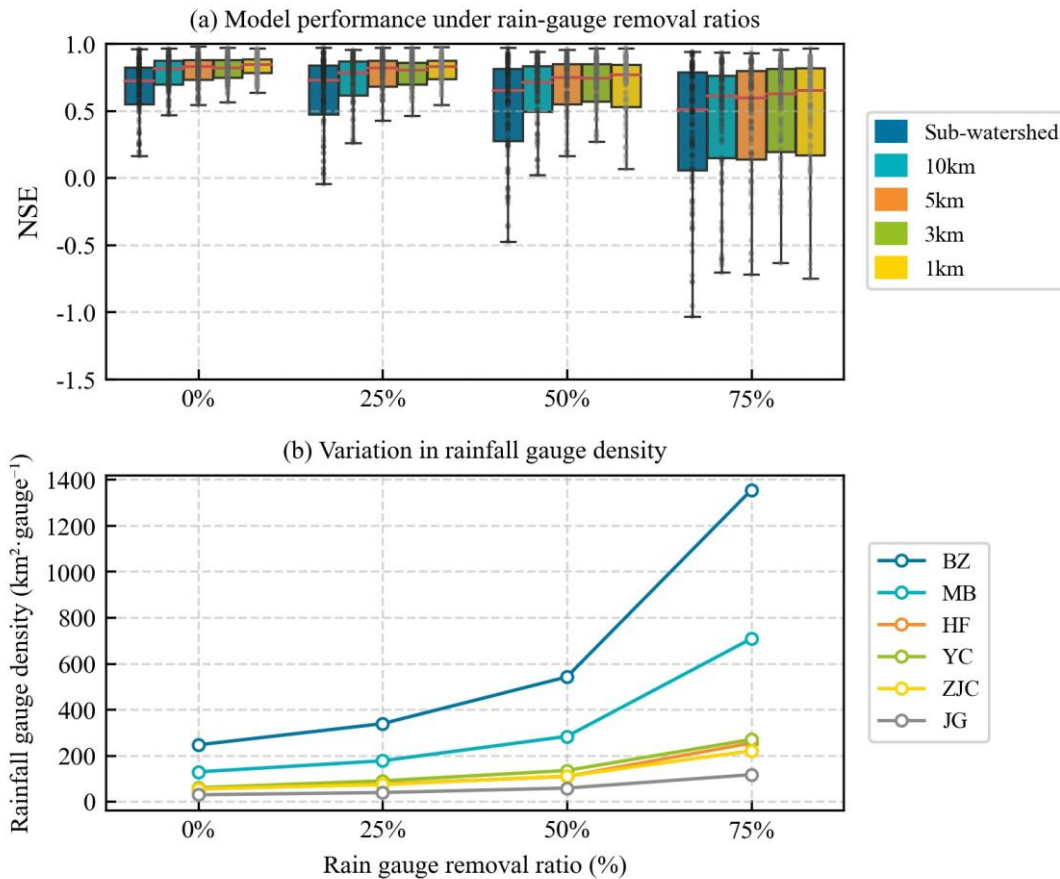 (a) Model performance under rain-gauge removal ratios
1.0
0.5
0.0
-0.5
-1.0
-1.5
NSE
0% 25% 50% 75%
Sub-watershed
10km
5km
3km
1km
(b) Variation in rainfall gauge density
1400
1200
1000
800
600
400
200
0
Rainfall gauge density (km²·gauge⁻¹)
0% 25% 50% 75%
Rain gauge removal ratio (%)
BZ
MB
HF
YC
ZJC
JG